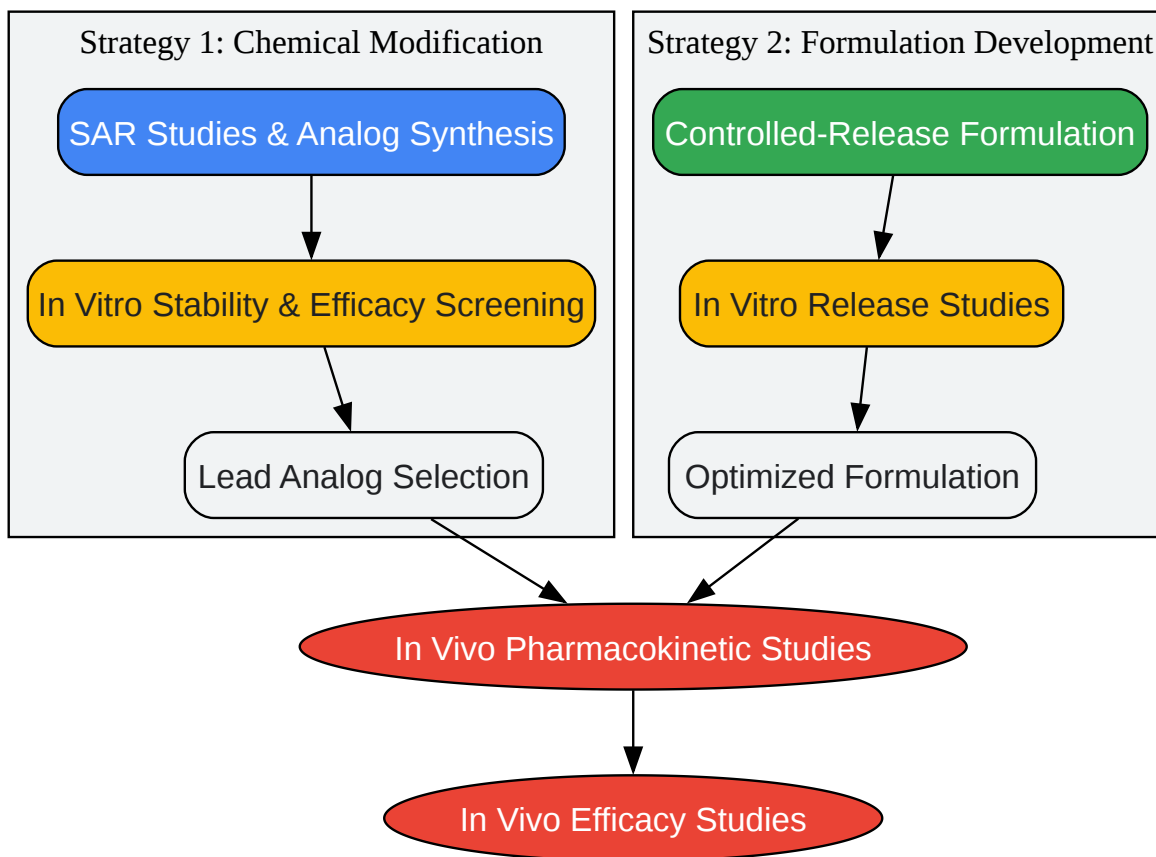 Strategy 1: Chemical Modification
SAR Studies & Analog Synthesis
In Vitro Stability & Efficacy Screening
Lead Analog Selection
Strategy 2: Formulation Development
Controlled-Release Formulation
In Vitro Release Studies
Optimized Formulation
In Vivo Pharmacokinetic Studies
In Vivo Efficacy Studies